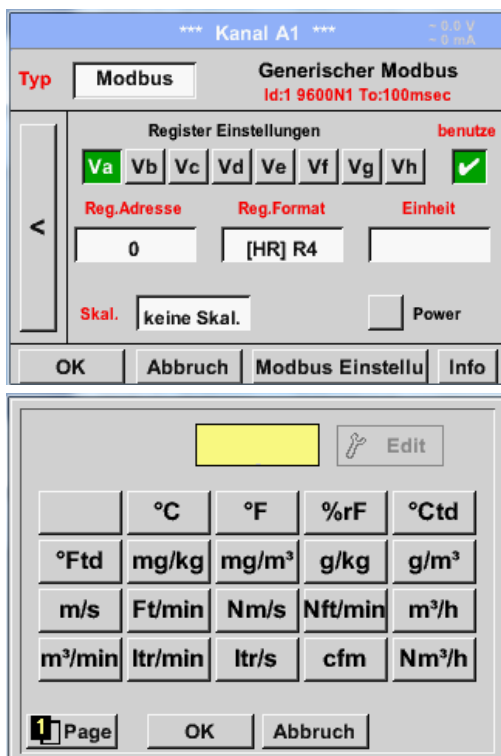 *** Kanal A1 ***
~ 0.0 V
~ 0 mA
Typ Modbus Generischer Modbus
Id:1 9600N1 To:100msec
Register Einstellungen benutze
Va Vb Vc Vd Ve Vf Vg Vh
<
Reg.Adresse Reg.Format Einheit
0 [HR] R4
Skal. keine Skal. Power
OK Abbruch Modbus Einstellu Info
Edit
°C °F %rF °Ctd
°Ftd mg/kg mg/m³ g/kg g/m³
m/s Ft/min Nm/s Nft/min m³/h
m³/min ltr/min ltr/s cfm Nm³/h
1 Page OK Abbruch